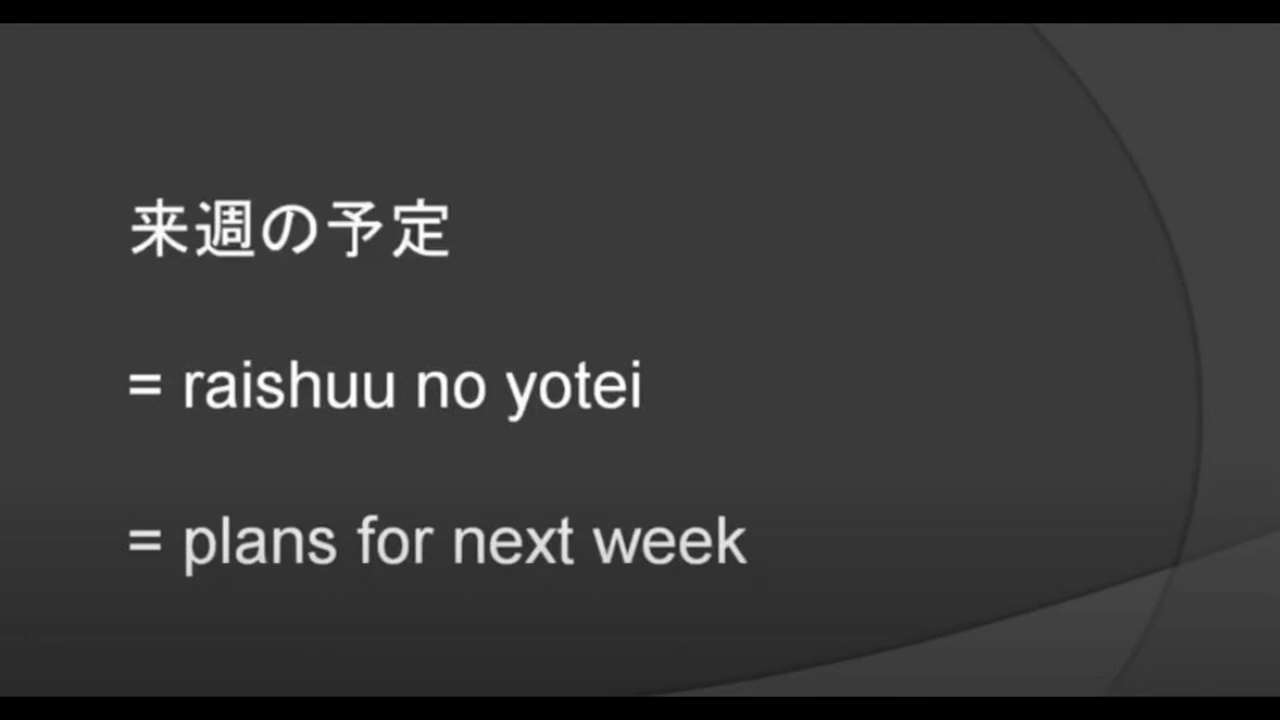 来週の予定
= raishuu no yotei
= plans for next week